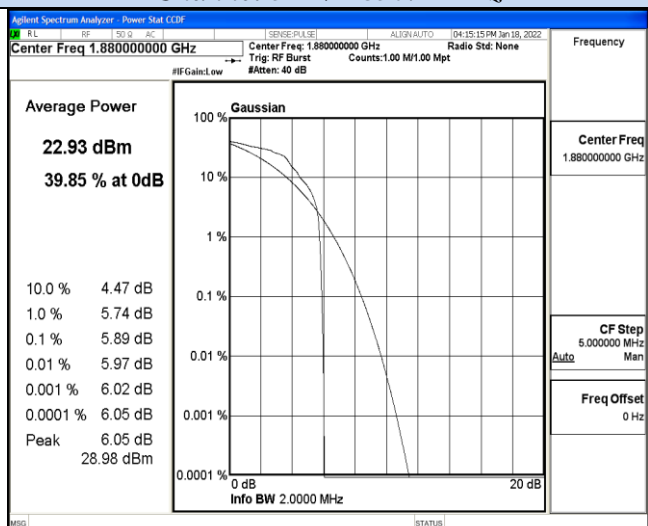 Agilent Spectrum Analyzer - Power Stat CCDF
RL RF 50 Ω AC SENSE:PULSE ALIGN AUTO 04:15:15 PM Jan 18, 2022
Center Freq 1.880000000 GHz
Center Freq: 1.880000000 GHz Radio Std: None
Trig: RF Burst Counts:1.00 M/1.00 Mpt
#IFGain:Low #Atten: 40 dB
Frequency
Average Power
22.93 dBm
39.85 % at 0dB
10.0 % 4.47 dB
1.0 % 5.74 dB
0.1 % 5.89 dB
0.01 % 5.97 dB
0.001 % 6.02 dB
0.0001 % 6.05 dB
Peak 6.05 dB
28.98 dBm
Gaussian
100 %
10 %
1 %
0.1 %
0.01 %
0.001 %
0.0001 %
0 dB 20 dB
Info BW 2.0000 MHz
Center Freq
1.880000000 GHz
CF Step
5.000000 MHz
Auto Man
Freq Offset
0 Hz
MSG STATUS